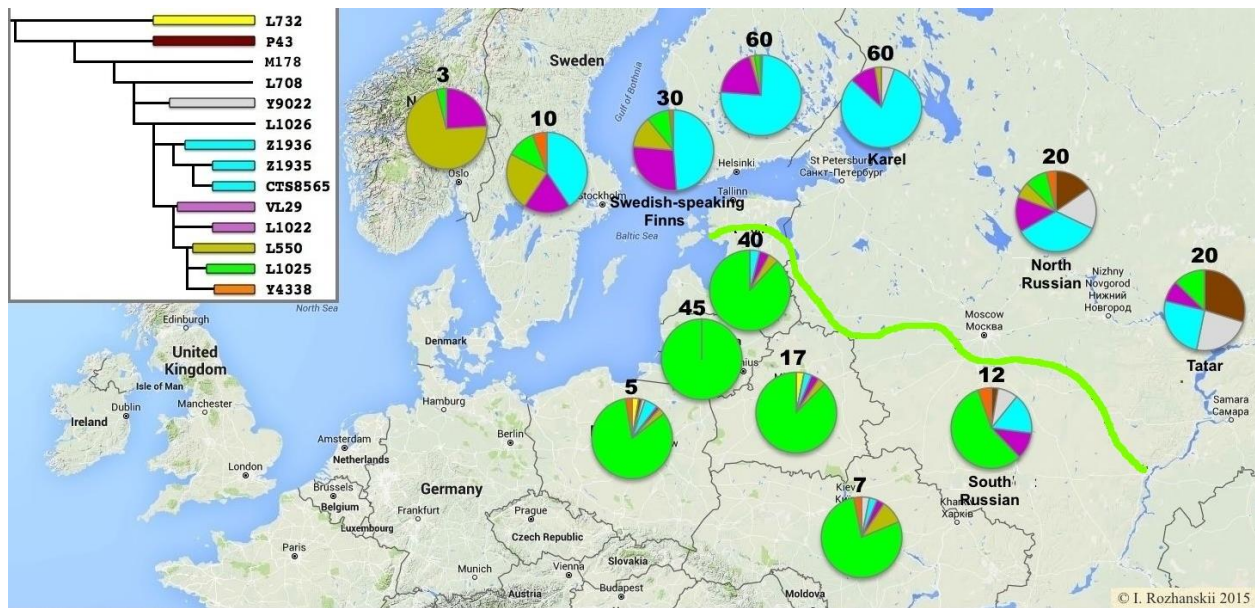 L732
P43
M178
L708
Y9022
L1026
Z1936
Z1935
CTS8565
VL29
L1022
L550
L1025
Y4338
Sweden
Gulf of Bothnia
3
10
30
60
60
Oslo
Stockholm
Helsinki
Tallinn
St Petersburg
Санкт-Петербург
Karel
Swedish-speaking
Finns
Baltic Sea
North Sea
40
45
17
5
7
12
20
20
North
Russian
Nizhny
Novgorod
Нижний
Новгород
Moscow
Москва
Tatar
Samara
Самара
South
Russian
Edinburgh
United
Kingdom
Isle of Man
Dublin
Ireland
Manchester
London
Denmark
Hamburg
Amsterdam
Netherlands
Berlin
Brussels
Belgium
Germany
Frankfurt
Luxembourg
Prague
Czech Republic
Paris
Munich
Vienna
Austria
Slovakia
Budapest
Moldova
Харків
© I. Rozhanskii 2015